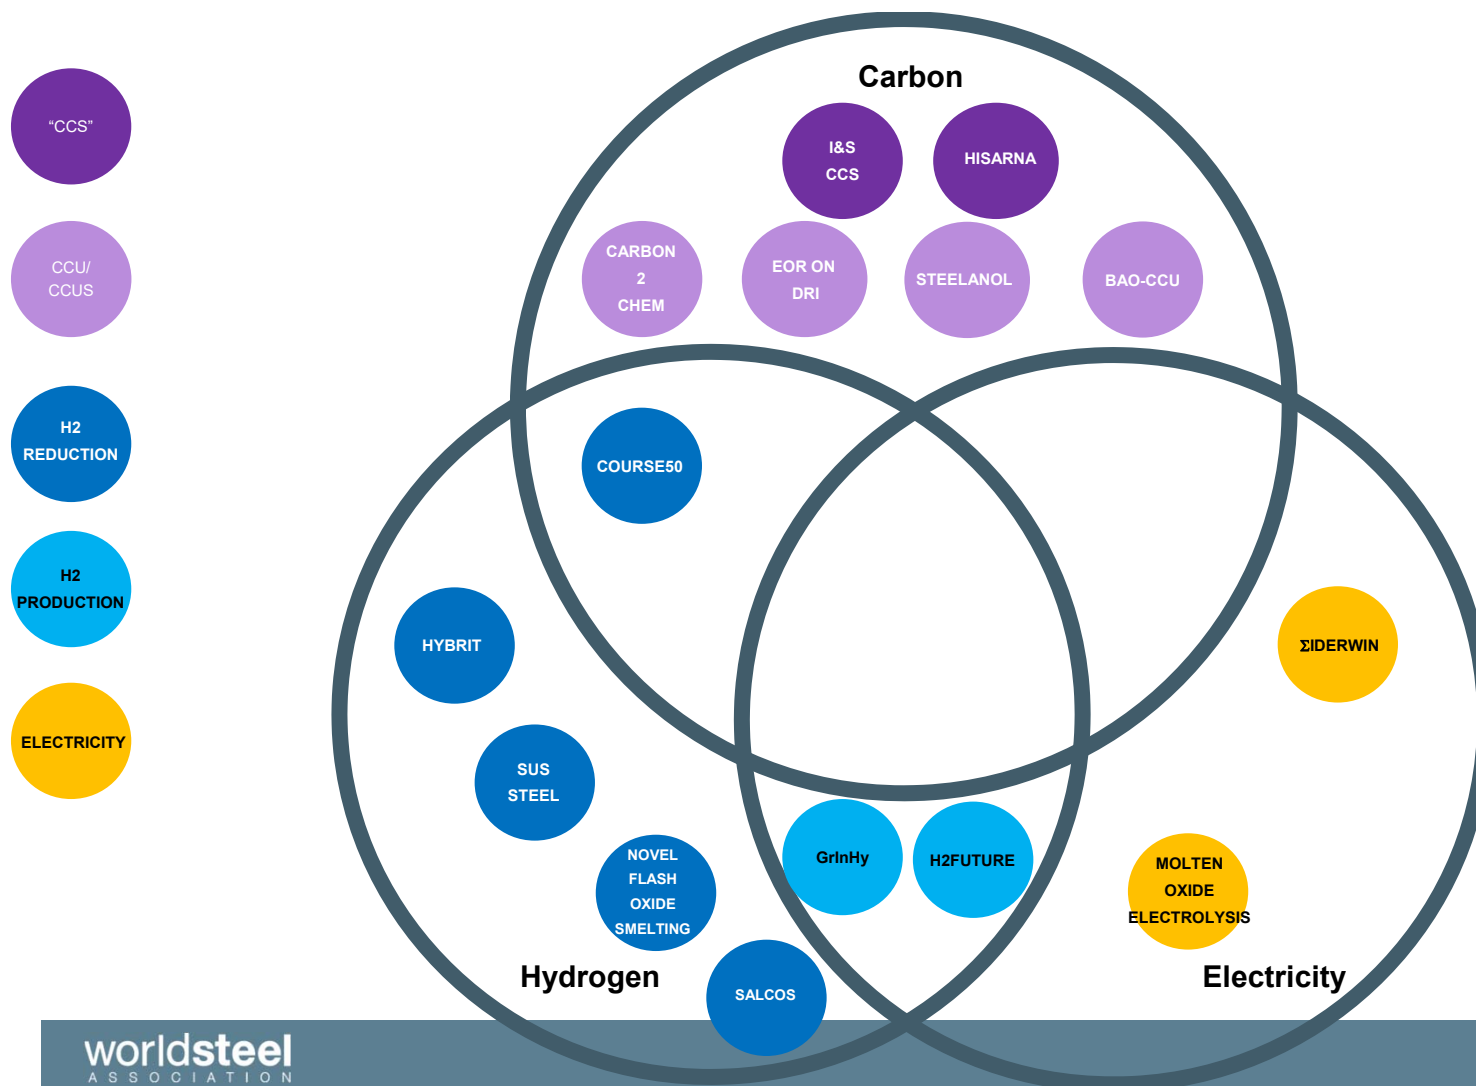 “CCS”
CCU/
CCUS
H2
REDUCTION
H2
PRODUCTION
ELECTRICITY
Carbon
I&S
CCS
HISARNA
CARBON
2
CHEM
EOR ON
DRI
STEELANOL
BAO-CCU
COURSE50
HYBRIT
ΣIDERWIN
SUS
STEEL
NOVEL
FLASH
OXIDE
SMELTING
GrInHy
H2FUTURE
MOLTEN
OXIDE
ELECTROLYSIS
Hydrogen
SALCOS
Electricity
worldsteel
ASSOCIATION